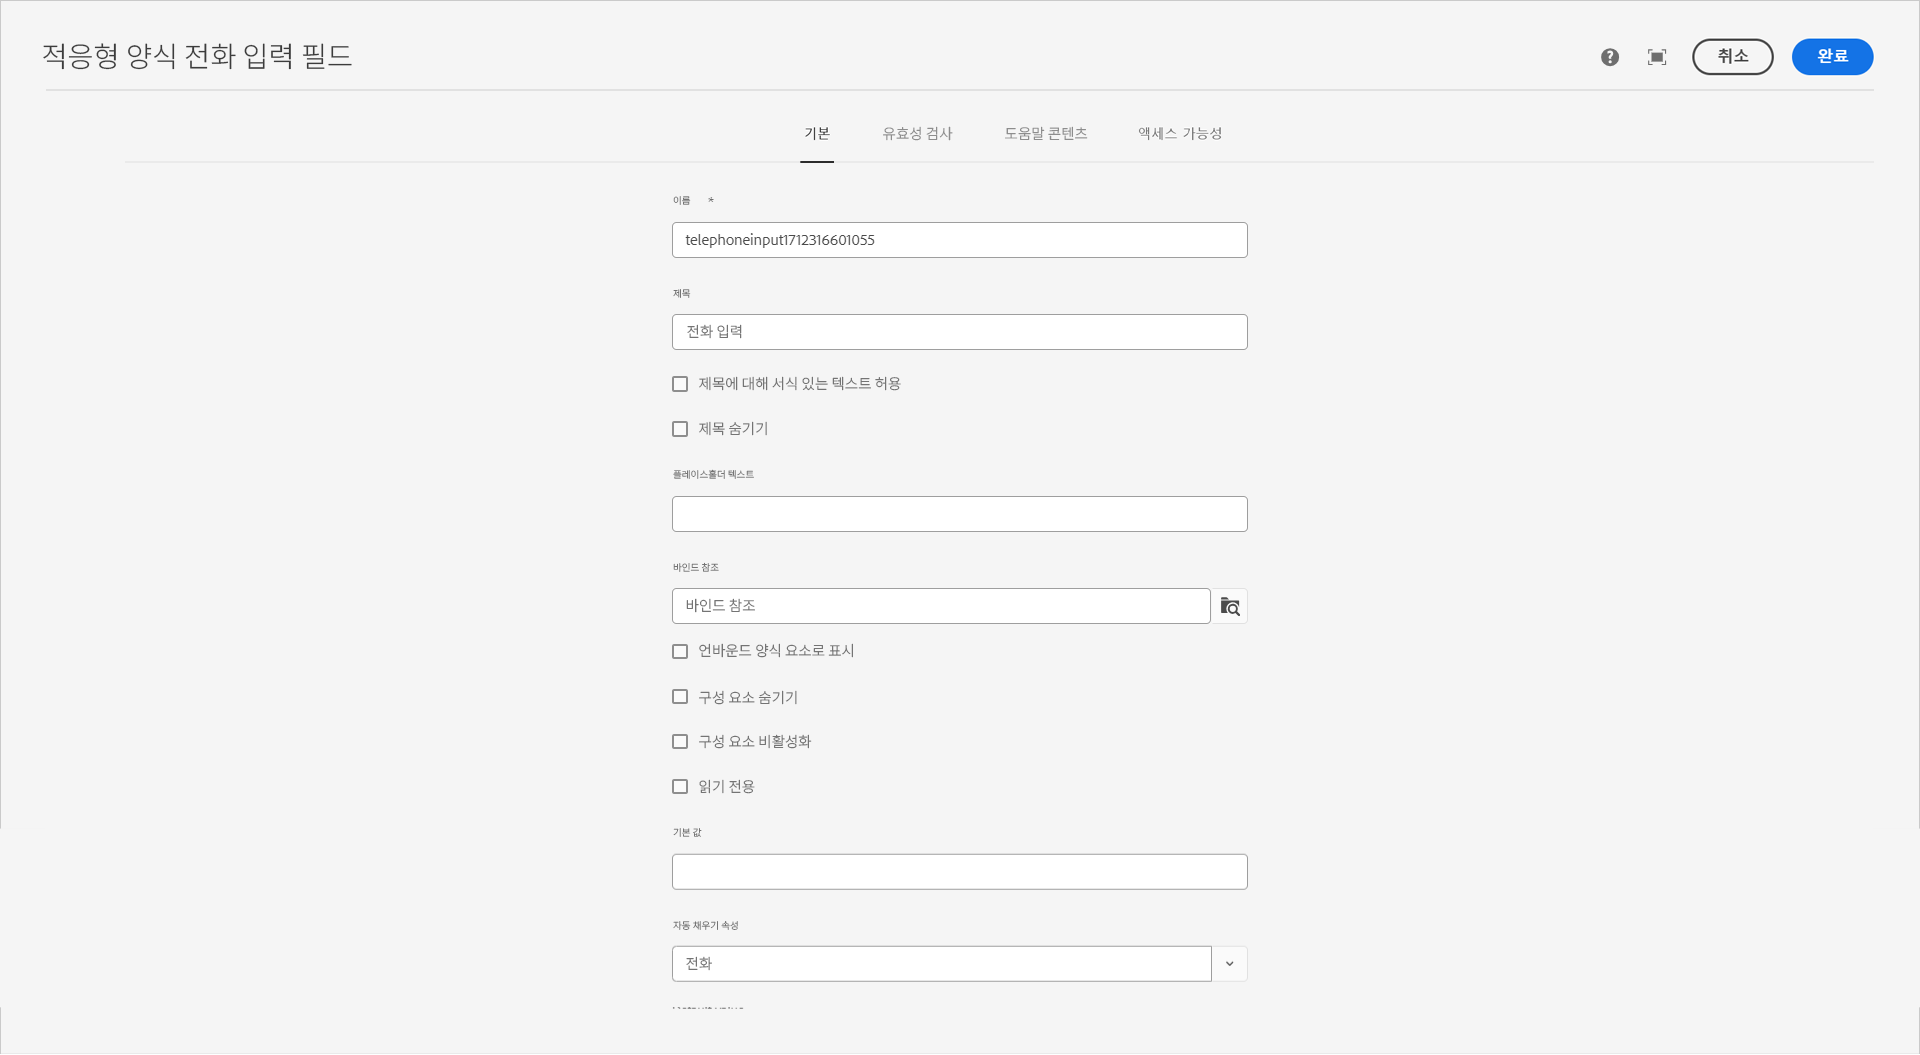 적응형 양식 전화 입력 필드
취소
완료
기본
유효성 검사
도움말 콘텐츠
액세스 가능성
이름 *
telephoneinput1712316601055
제목
전화 입력
제목에 대해 서식 있는 텍스트 허용
제목 숨기기
플레이스홀더 텍스트
바인드 참조
바인드 참조
언바운드 양식 요소로 표시
구성 요소 숨기기
구성 요소 비활성화
읽기 전용
기본 값
자동 채우기 속성
전화